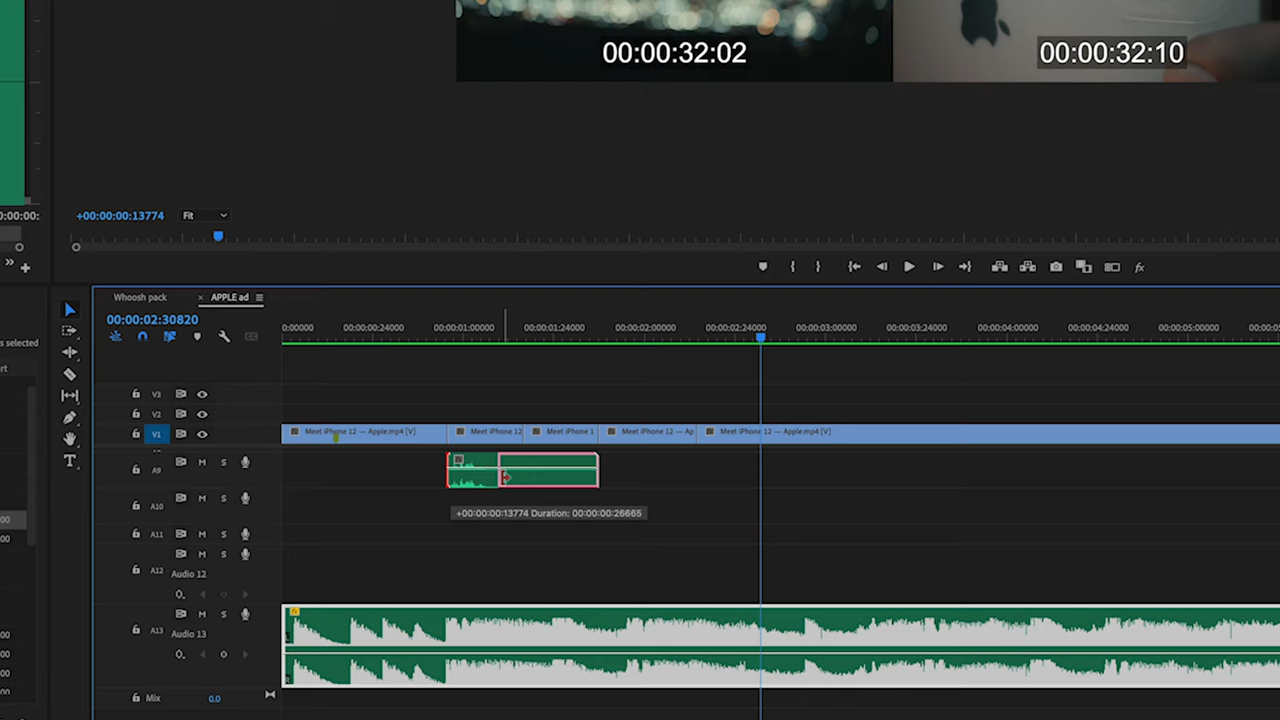 00:00:32:02
00:00:32:10
00:00:00:
+00:00:00:13774
Fit
fx
Whoosh pack
× APPLE ad
00:00:02:30820
s selected
:00:00000
00:00:00:24000
00:00:01:00000
00:00:01:24000
00:00:02:00000
00:00:02:24000
00:00:03:00000
00:00:03:24000
00:00:04:00000
00:00:04:24000
00:00:05:00000
V3
V2
V1
Meet iPhone 12 — Apple.mp4 [V]
Meet iPhone 12
Meet iPhone 1
Meet iPhone 12 — Ap
Meet iPhone 12 — Apple.mp4 [V]
A9 M S
A10 M S
+00:00:00:13774 Duration: 00:00:00:26665
A11 M S
A12 M S
Audio 12
A13 M S
fx
Audio 13
Mix 0.0